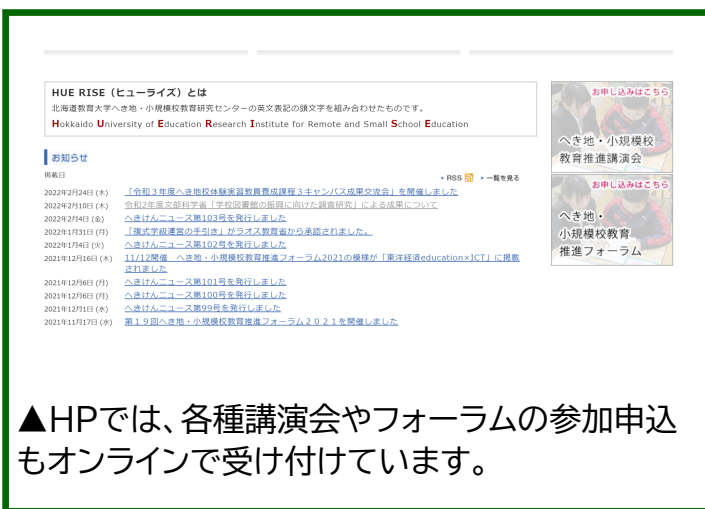 HUE RISE（ヒューライズ）とは
北海道教育大学へき地・小規模校教育研究センターの英文表記の頭文字を組み合わせたものです。
Hokkaido University of Education Research Institute for Remote and Small School Education
お申し込みはこちら
へき地・小規模校
教育推進講演会
お申し込みはこちら
へき地・
小規模校教育
推進フォーラム
お知らせ
掲載日
RSS 一覧を見る
2022年2月24日 (木) 「令和３年度へき地校体験実習教員養成課程３キャンパス成果交流会」を開催しました
2022年2月10日 (木) 令和2年度文部科学省「学校図書館の振興に向けた調査研究」による成果について
2022年2月4日 (金) へきけんニュース第103号を発行しました
2022年1月31日 (月) 「複式学級運営の手引き」がラオス教育省から承認されました。
2022年1月4日 (火) へきけんニュース第102号を発行しました
2021年12月16日 (木) 11/12開催　へき地・小規模校教育推進フォーラム2021の模様が「東洋経済education×ICT」に掲載
されました
2021年12月6日 (月) へきけんニュース第101号を発行しました
2021年12月6日 (月) へきけんニュース第100号を発行しました
2021年12月1日 (水) へきけんニュース第99号を発行しました
2021年11月17日 (水) 第１９回へき地・小規模校教育推進フォーラム２０２１を開催しました
▲HPでは、各種講演会やフォーラムの参加申込
もオンラインで受け付けています。